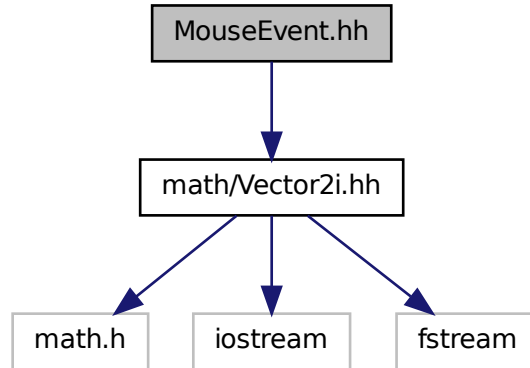 MouseEvent.hh
math/Vector2i.hh
math.h
iostream
fstream